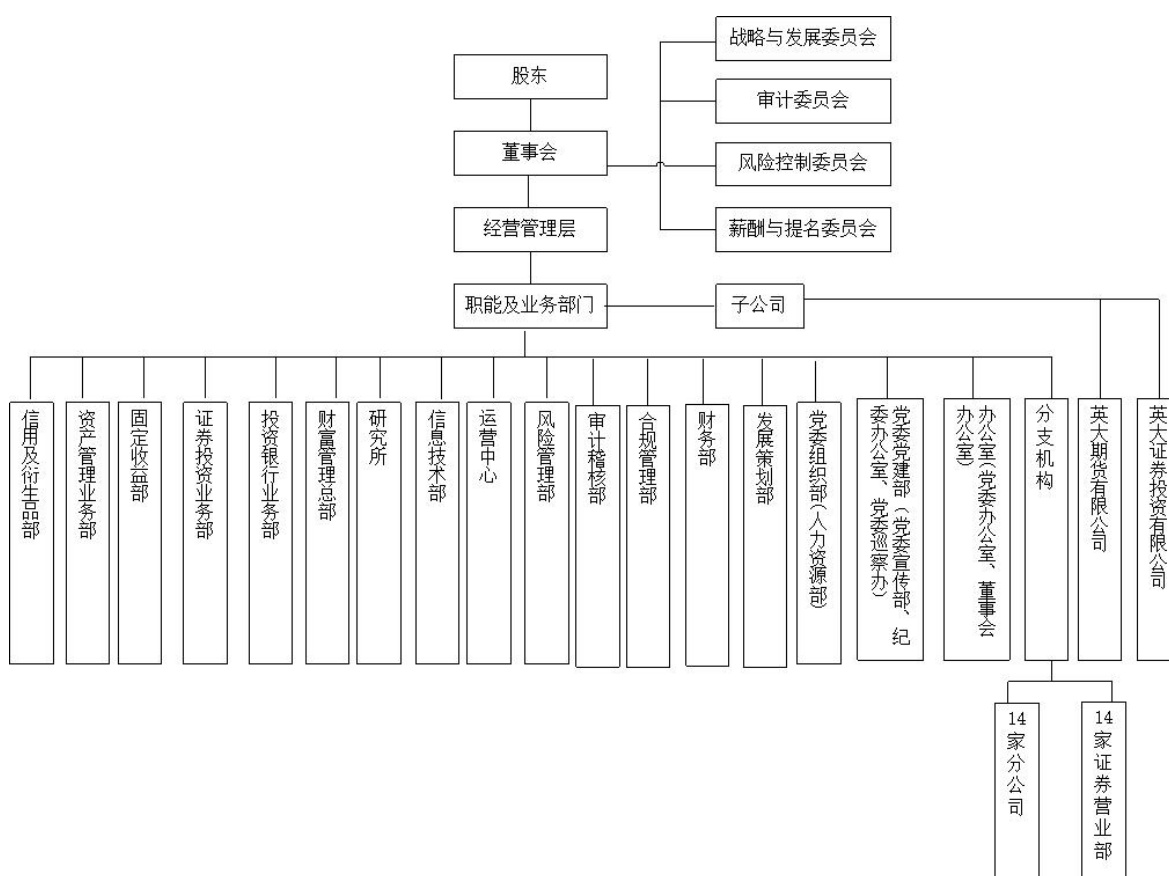 战略与发展委员会
股东
审计委员会
董事会
风险控制委员会
经营管理层
薪酬与提名委员会
职能及业务部门
子公司
信用及衍生品部
资产管理业务部
固定收益部
证券投资业务部
投资银行业务部
财富管理总部
研究所
信息技术部
运营中心
风险管理部
审计稽核部
合规管理部
财务部
发展策划部
党委组织部(人力资源部)
党委党建部（党委宣传部、纪
委办公室、党委巡察办）
办公室(党委办公室、董事会
办公室)
分支机构
英大期货有限公司
英大证券投资有限公司
14家分公司
14家证券营业部